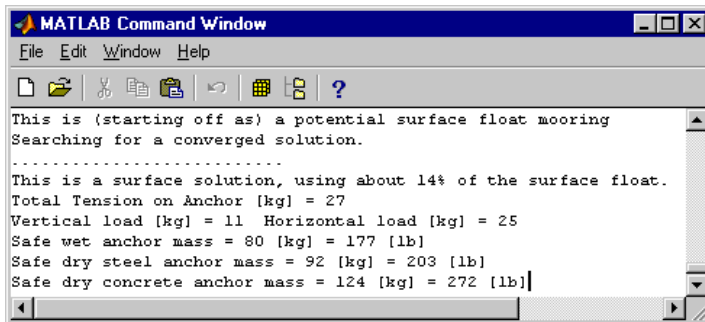 MATLAB Command Window
File Edit Window Help
This is (starting off as) a potential surface float mooring
Searching for a converged solution.
...........................
This is a surface solution, using about 14% of the surface float.
Total Tension on Anchor [kg] = 27
Vertical load [kg] = 11  Horizontal load [kg] = 25
Safe wet anchor mass = 80 [kg] = 177 [lb]
Safe dry steel anchor mass = 92 [kg] = 203 [lb]
Safe dry concrete anchor mass = 124 [kg] = 272 [lb]